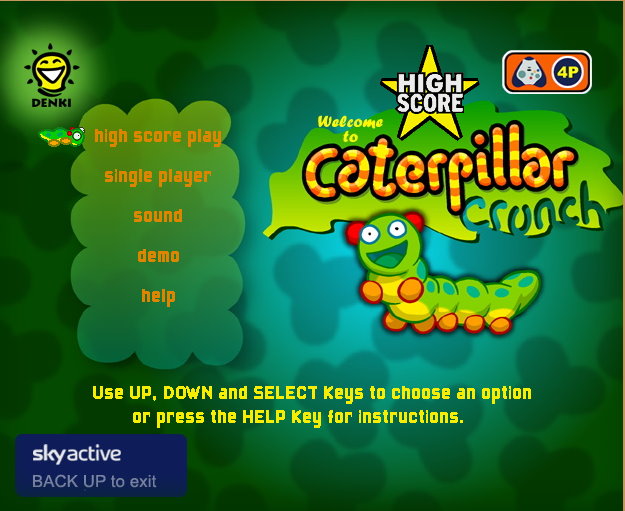 DENKI
HIGH
SCORE
4P
Welcome
to
caterpillar
crunch
high score play
single player
sound
demo
help
Use UP, DOWN and SELECT Keys to choose an option
or press the HELP Key for instructions.
skyactive
BACK UP to exit